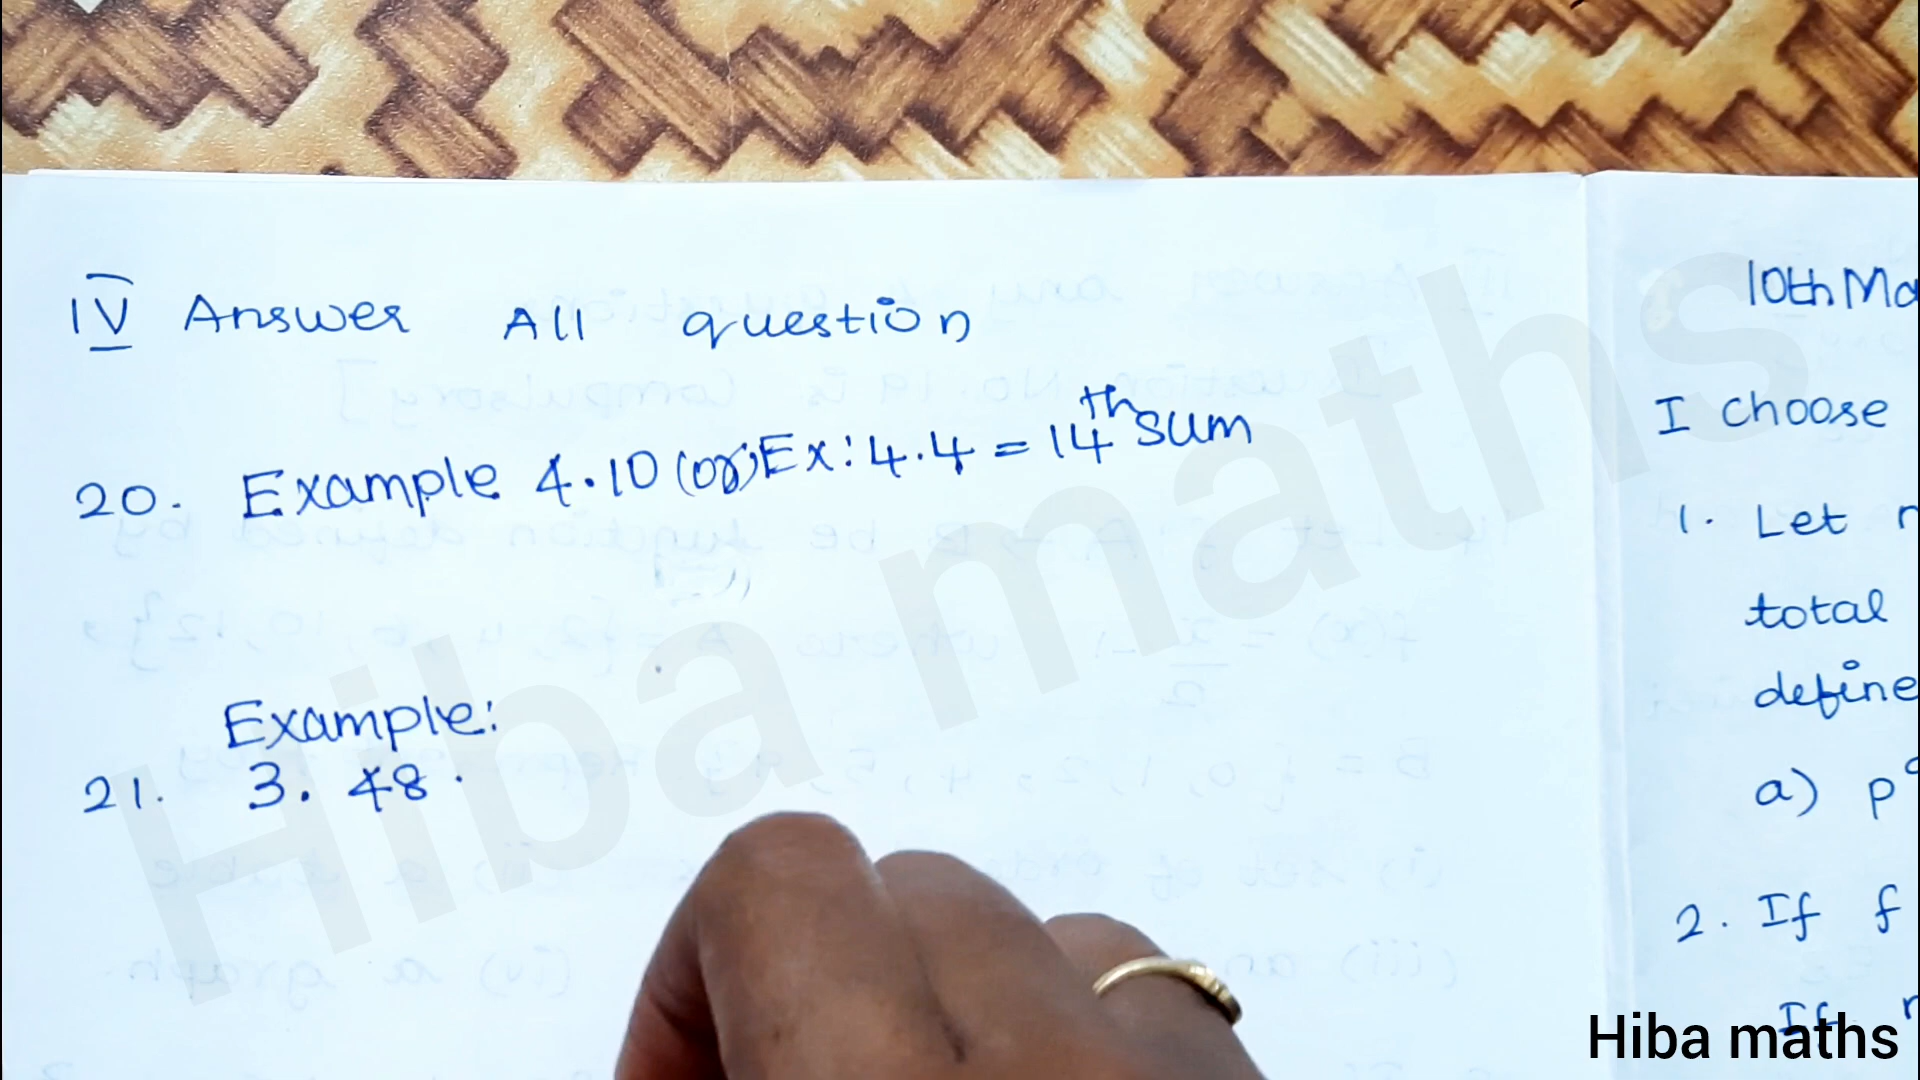 IV Answer All question
20. Example 4.10 (or) Ex: 4.4 = 14th sum
Example:
21. 3.48.
10th Ma
I choose
1. Let
total
define
a) p
2. If f
If
Hiba maths
Hiba maths